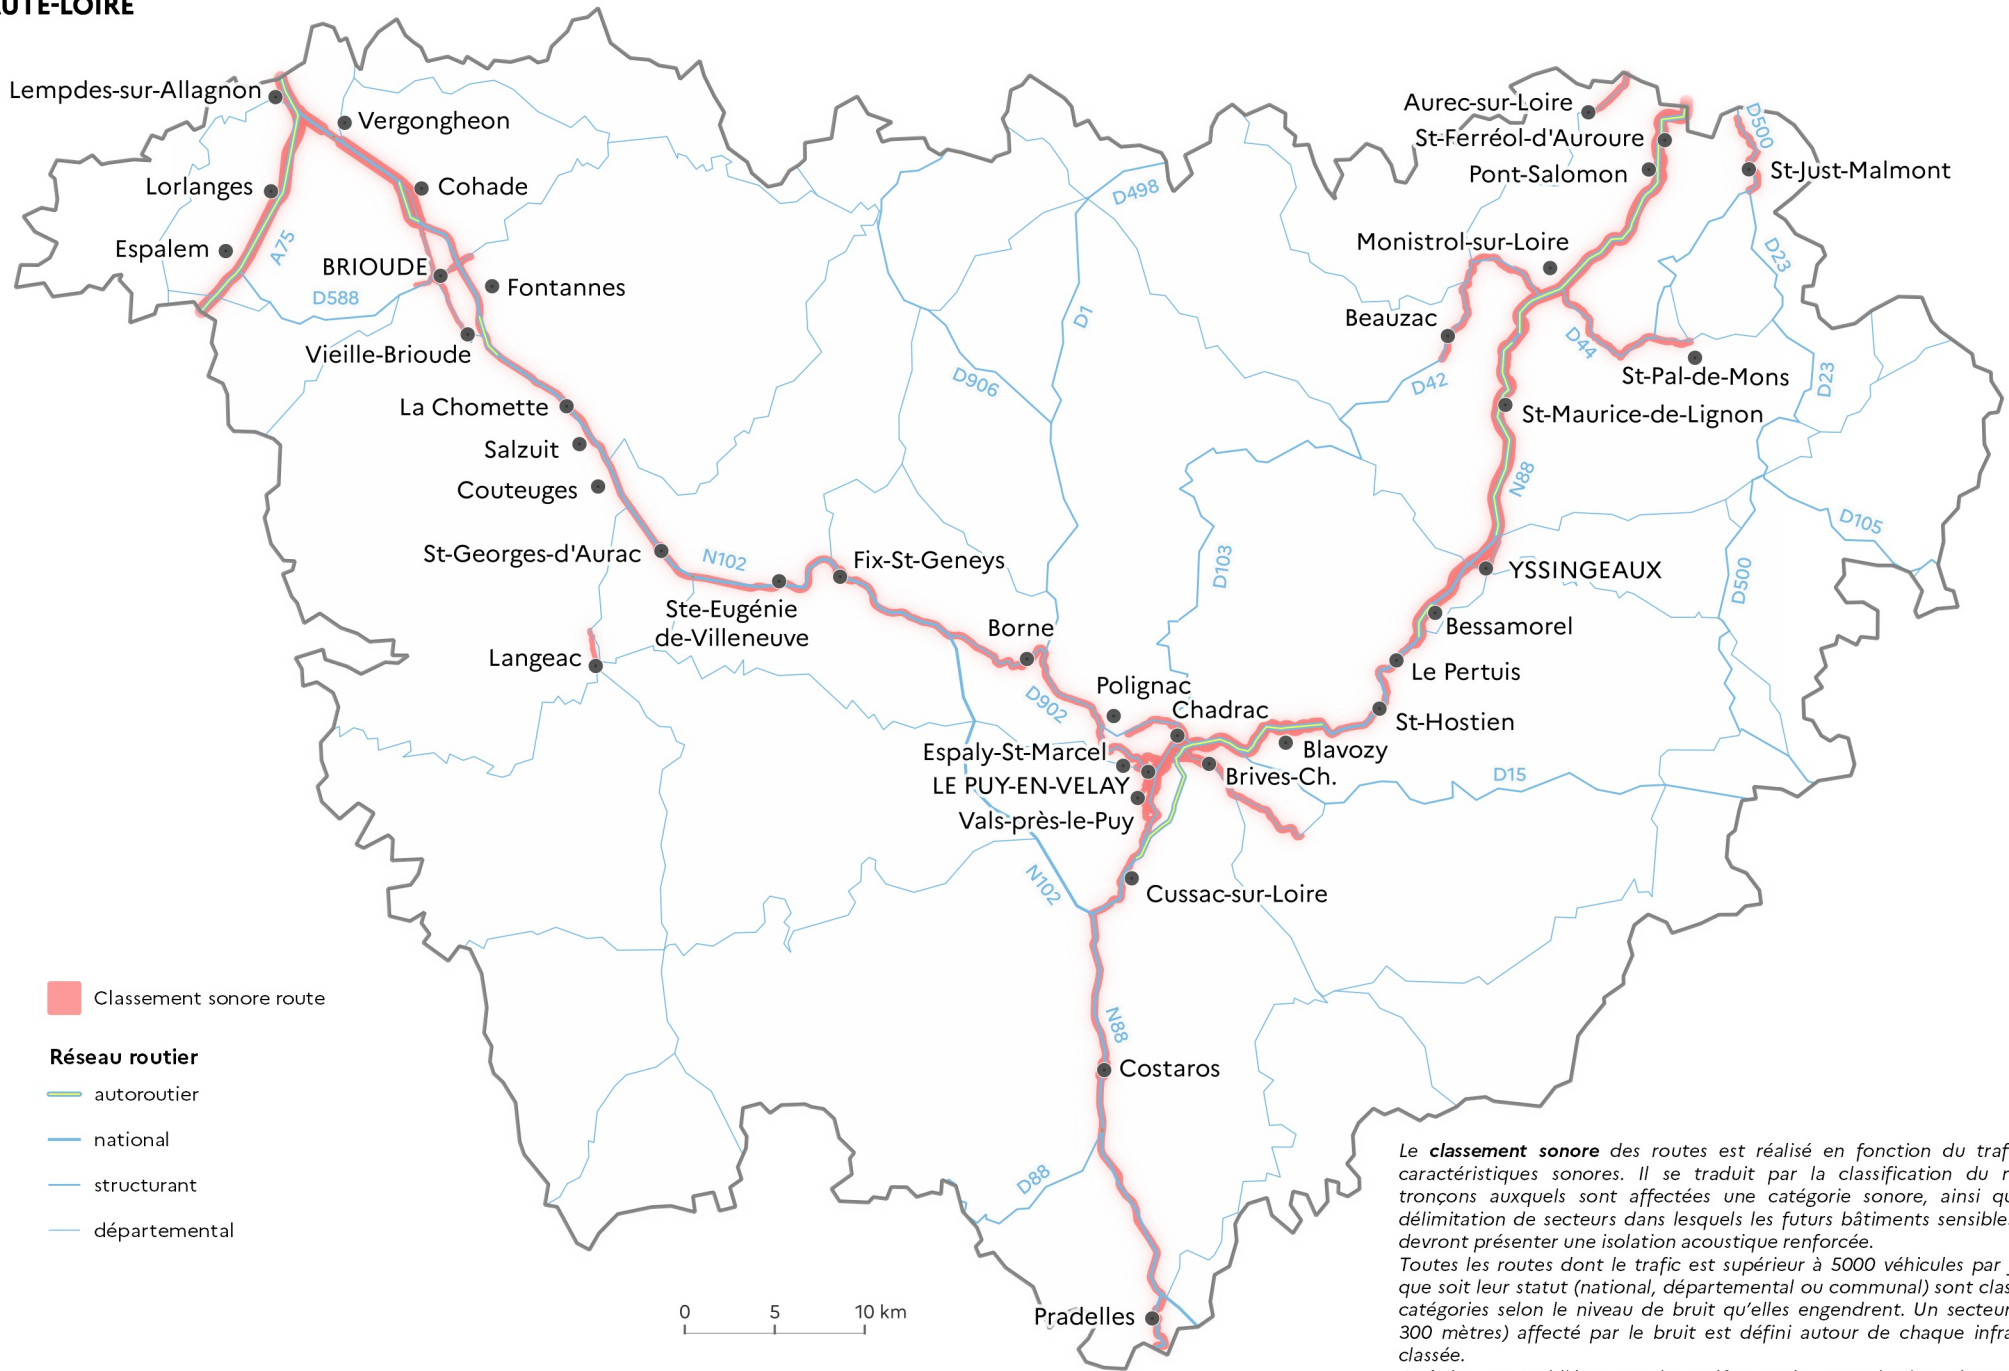 UTE-LOIRE
Lempdes-sur-Allagnon
Vergongheon
Lorlanges
Cohade
Espalem
A75
BRIOUDE
D588
Fontannes
Vieille-Brioude
La Chomette
Salzuit
Couteuges
St-Georges-d'Aurac
N102
Fix-St-Geneys
Ste-Eugénie
de-Villeneuve
Langeac
Borne
D902
Polignac
Chadrac
Espaly-St-Marcel
LE PUY-EN-VELAY
Vals-près-le-Puy
Brives-Ch.
Blavozy
St-Hostien
Le Pertuis
Bessamorel
YSSINGEAUX
D15
N102
Cussac-sur-Loire
N88
Costaros
D88
Pradelles
D498
D1
D906
D103
Aurec-sur-Loire
St-Ferréol-d'Auroure
Pont-Salomon
D500
St-Just-Malmont
Monistrol-sur-Loire
D23
Beauzac
D44
D42
St-Pal-de-Mons
D23
St-Maurice-de-Lignon
N88
D105
D500
Classement sonore route
Réseau routier
autoroutier
national
structurant
départemental
0 5 10 km
Le classement sonore des routes est réalisé en fonction du traf
caractéristiques sonores. Il se traduit par la classification du r
tronçons auxquels sont affectées une catégorie sonore, ainsi qu
délimitation de secteurs dans lesquels les futurs bâtiments sensible
devront présenter une isolation acoustique renforcée.
Toutes les routes dont le trafic est supérieur à 5000 véhicules par
que soit leur statut (national, départemental ou communal) sont clas
catégories selon le niveau de bruit qu'elles engendrent. Un secteur
300 mètres) affecté par le bruit est défini autour de chaque infra
classée.